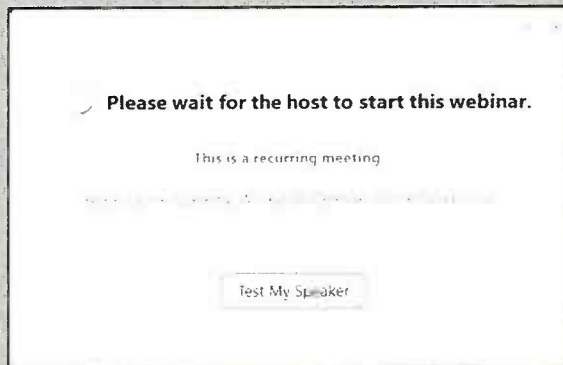 Please wait for the host to start this webinar.
This is a recurring meeting
Test My Speaker